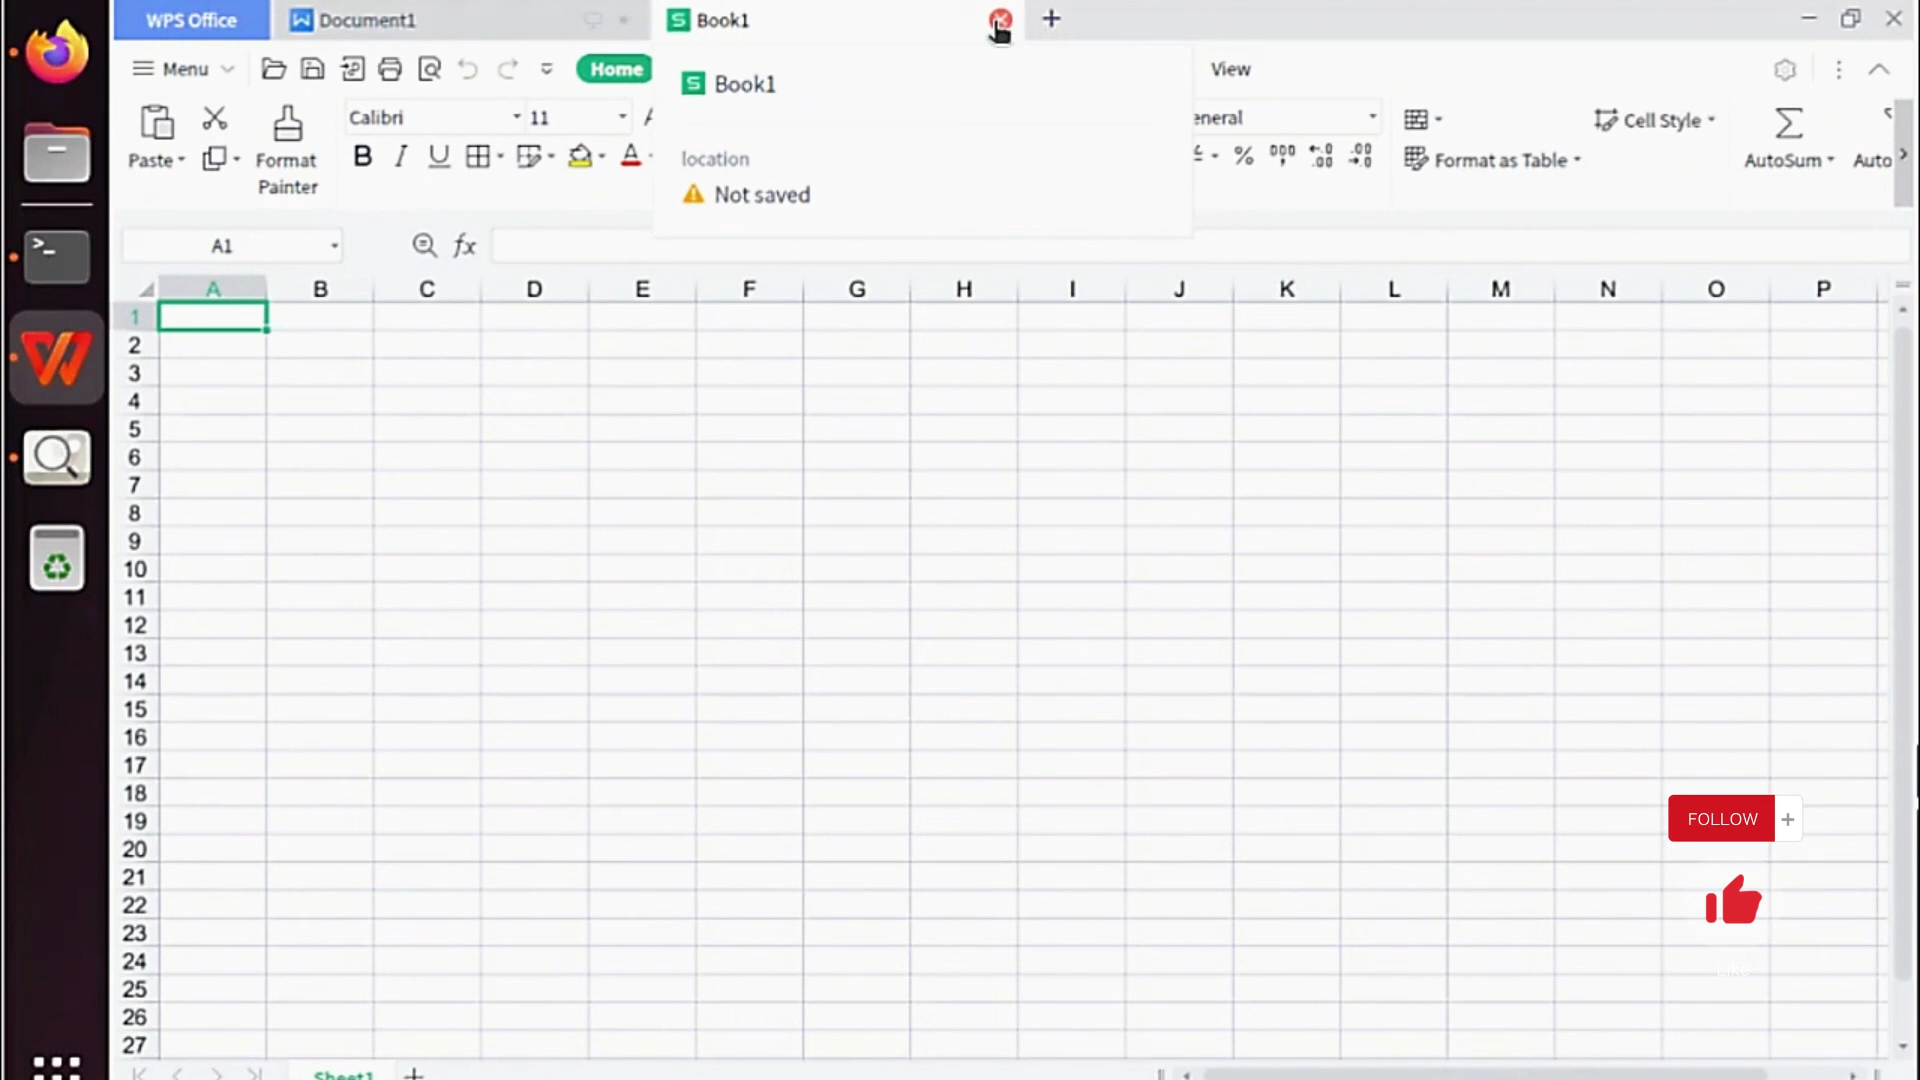 WPS Office
Document1
Book1
Menu
Home
View
Book1
location
Not saved
Paste
Format
Painter
Calibri
11
B I U
A
eneral
%
Format as Table
Cell Style
AutoSum
Auto
A1
fx
A B C D E F G H I J K L M N O P
1
2
3
4
5
6
7
8
9
10
11
12
13
14
15
16
17
18
19
20
21
22
23
24
25
26
27
FOLLOW
Like
Sheet1